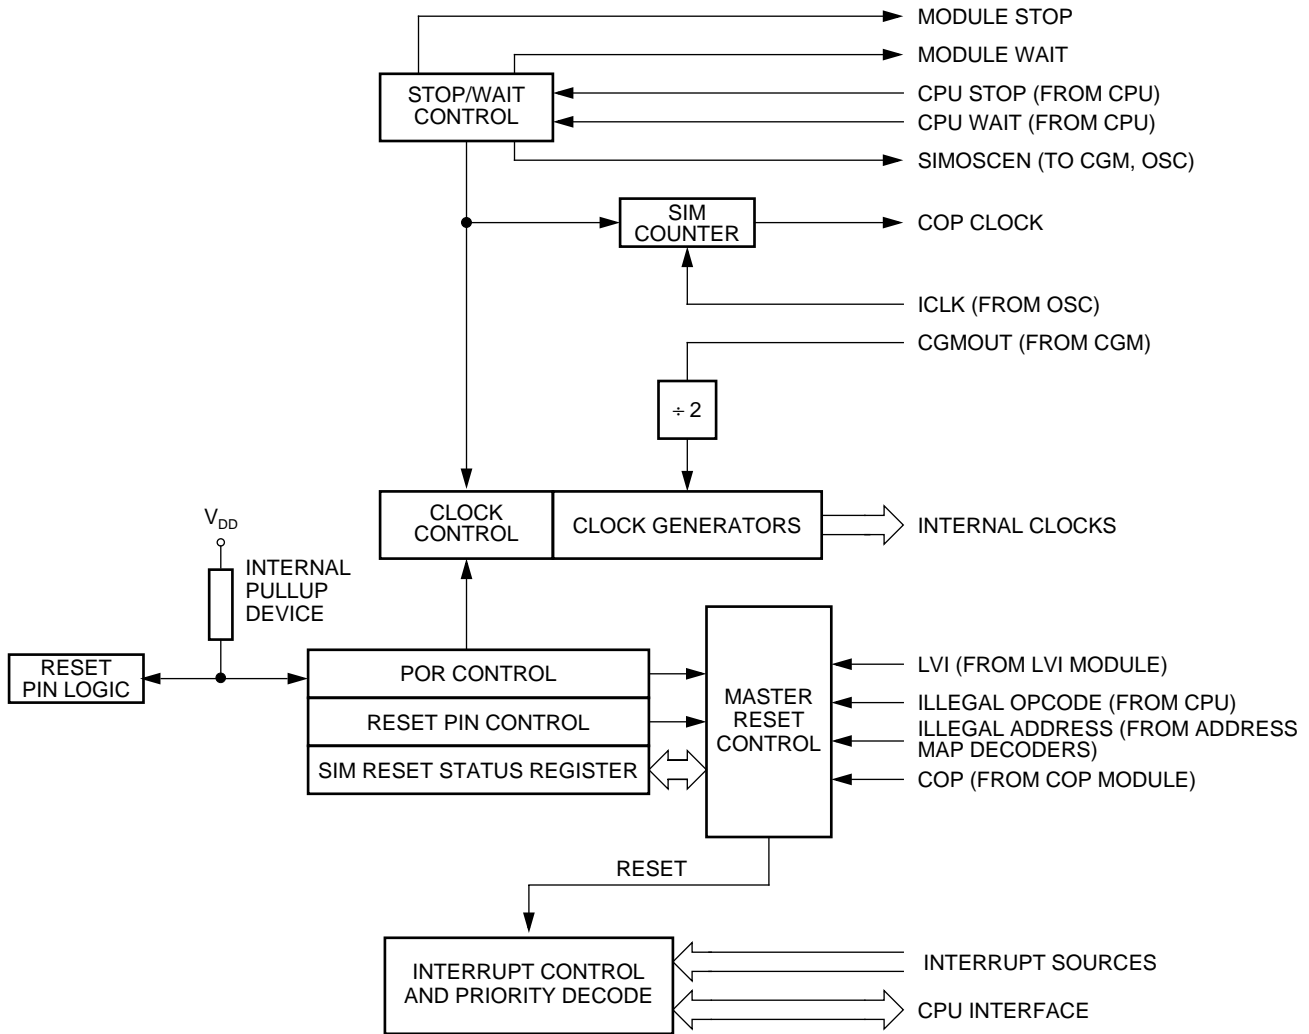 MODULE STOP
MODULE WAIT
STOP/WAIT
CONTROL
CPU STOP (FROM CPU)
CPU WAIT (FROM CPU)
SIMOSCEN (TO CGM, OSC)
SIM
COUNTER
COP CLOCK
ICLK (FROM OSC)
CGMOUT (FROM CGM)
÷ 2
CLOCK
CONTROL
CLOCK GENERATORS
INTERNAL CLOCKS
VDD
INTERNAL
PULLUP
DEVICE
RESET
PIN LOGIC
POR CONTROL
RESET PIN CONTROL
SIM RESET STATUS REGISTER
MASTER
RESET
CONTROL
LVI (FROM LVI MODULE)
ILLEGAL OPCODE (FROM CPU)
ILLEGAL ADDRESS (FROM ADDRESS
MAP DECODERS)
COP (FROM COP MODULE)
RESET
INTERRUPT CONTROL
AND PRIORITY DECODE
INTERRUPT SOURCES
CPU INTERFACE